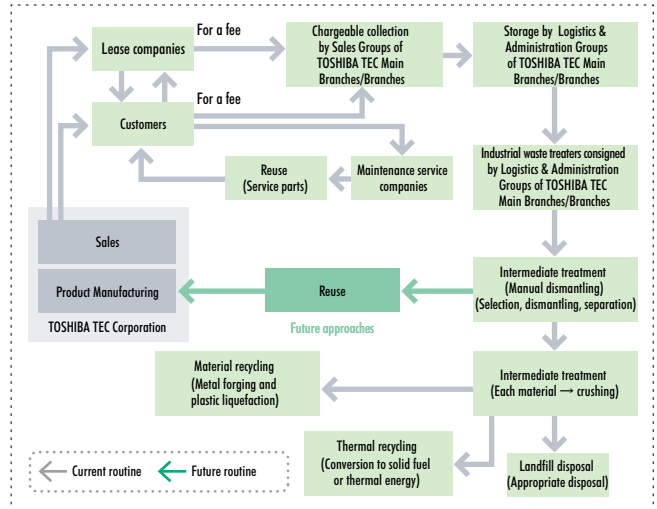 For a fee
Lease companies
Chargeable collection
by Sales Groups of
TOSHIBA TEC Main
Branches/Branches
Storage by Logistics &
Administration Groups
of TOSHIBA TEC Main
Branches/Branches
For a fee
Customers
Reuse
(Service parts)
Maintenance service
companies
Industrial waste treaters consigned
by Logistics & Administration
Groups of TOSHIBA TEC
Main Branches/Branches
Sales
Product Manufacturing
TOSHIBA TEC Corporation
Reuse
Future approaches
Intermediate treatment
(Manual dismantling)
(Selection, dismantling, separation)
Material recycling
(Metal forging and
plastic liquefaction)
Intermediate treatment
(Each material → crushing)
Thermal recycling
(Conversion to solid fuel
or thermal energy)
Landfill disposal
(Appropriate disposal)
Current routine
Future routine